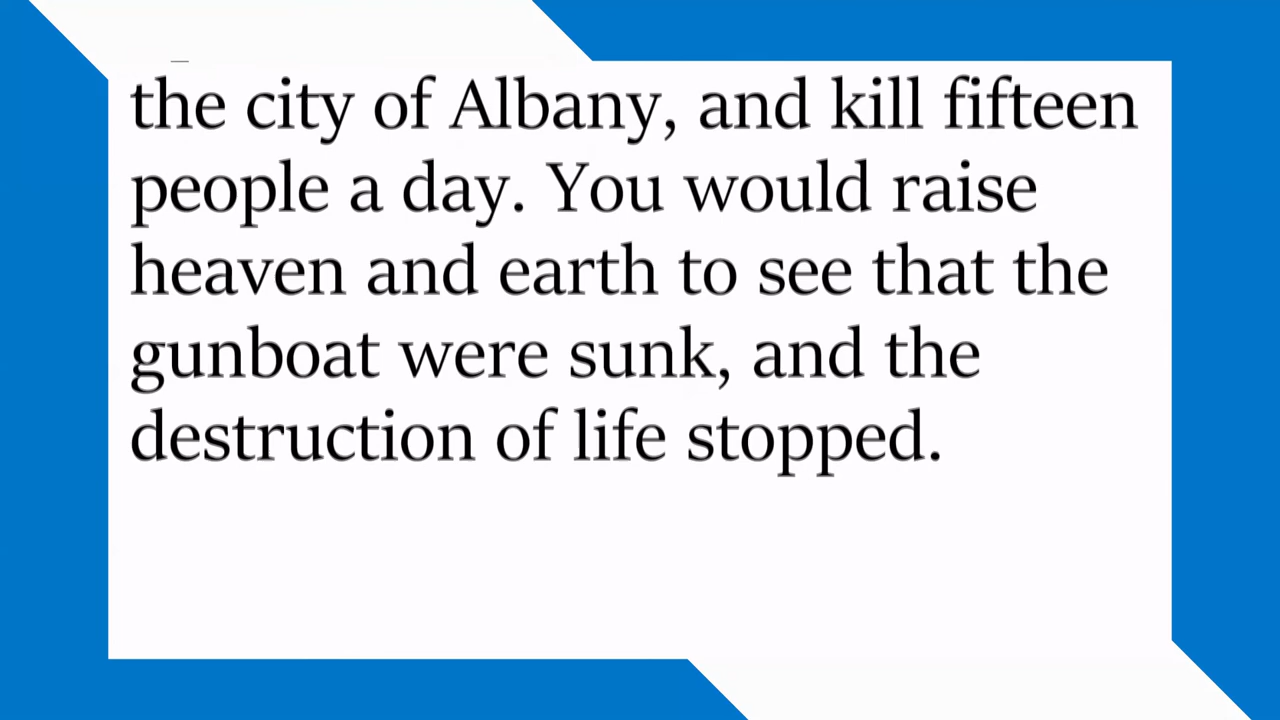 the city of Albany, and kill fifteen
people a day. You would raise
heaven and earth to see that the
gunboat were sunk, and the
destruction of life stopped.